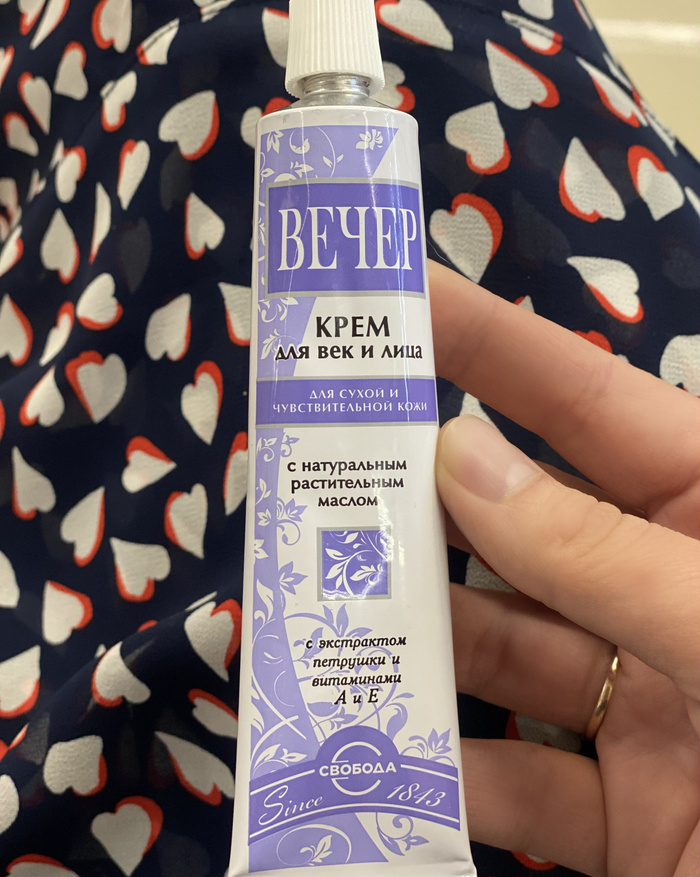 ВЕЧЕР
КРЕМ
ДЛЯ ВЕК И ЛИЦА
ДЛЯ СУХОЙ И
ЧУВСТВИТЕЛЬНОЙ КОЖИ
с натуральным
растительным
маслом
с экстрактом
петрушки и
витаминами
А и Е
СВОБОДА
Since 1843